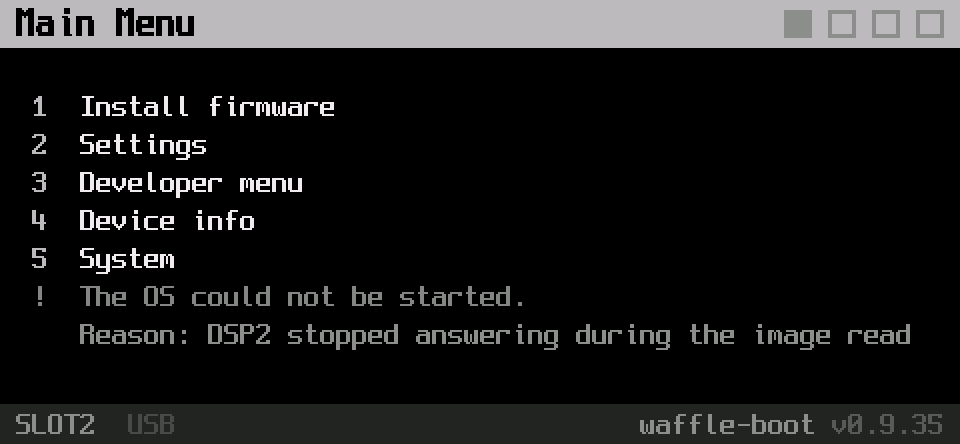 Main Menu
1 Install firmware
2 Settings
3 Developer menu
4 Device info
5 System
! The OS could not be started.
Reason: DSP2 stopped answering during the image read
SLOT2 USB waffle-boot v0.9.35